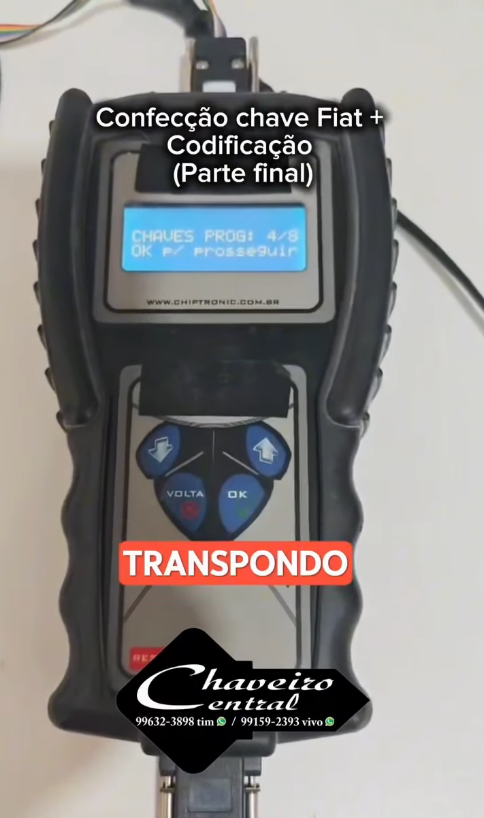 Confecção chave Fiat +
Codificação
(Parte final)
CHAVES PROG: 4/8
OK p/ prosseguir
WWW.CHIPTRONIC.COM.BR
VOLTA
OK
TRANSPONDO
Chaveiro
Central
99632-3898 tim / 99159-2393 vivo